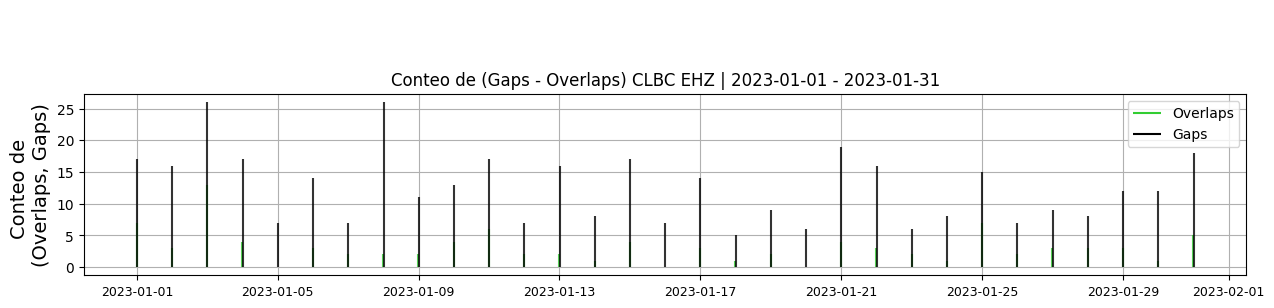 Conteo de (Gaps - Overlaps) CLBC EHZ | 2023-01-01 - 2023-01-31
Conteo de
(Overlaps, Gaps)
25
20
15
10
5
0
Overlaps
Gaps
2023-01-01 2023-01-05 2023-01-09 2023-01-13 2023-01-17 2023-01-21 2023-01-25 2023-01-29 2023-02-01